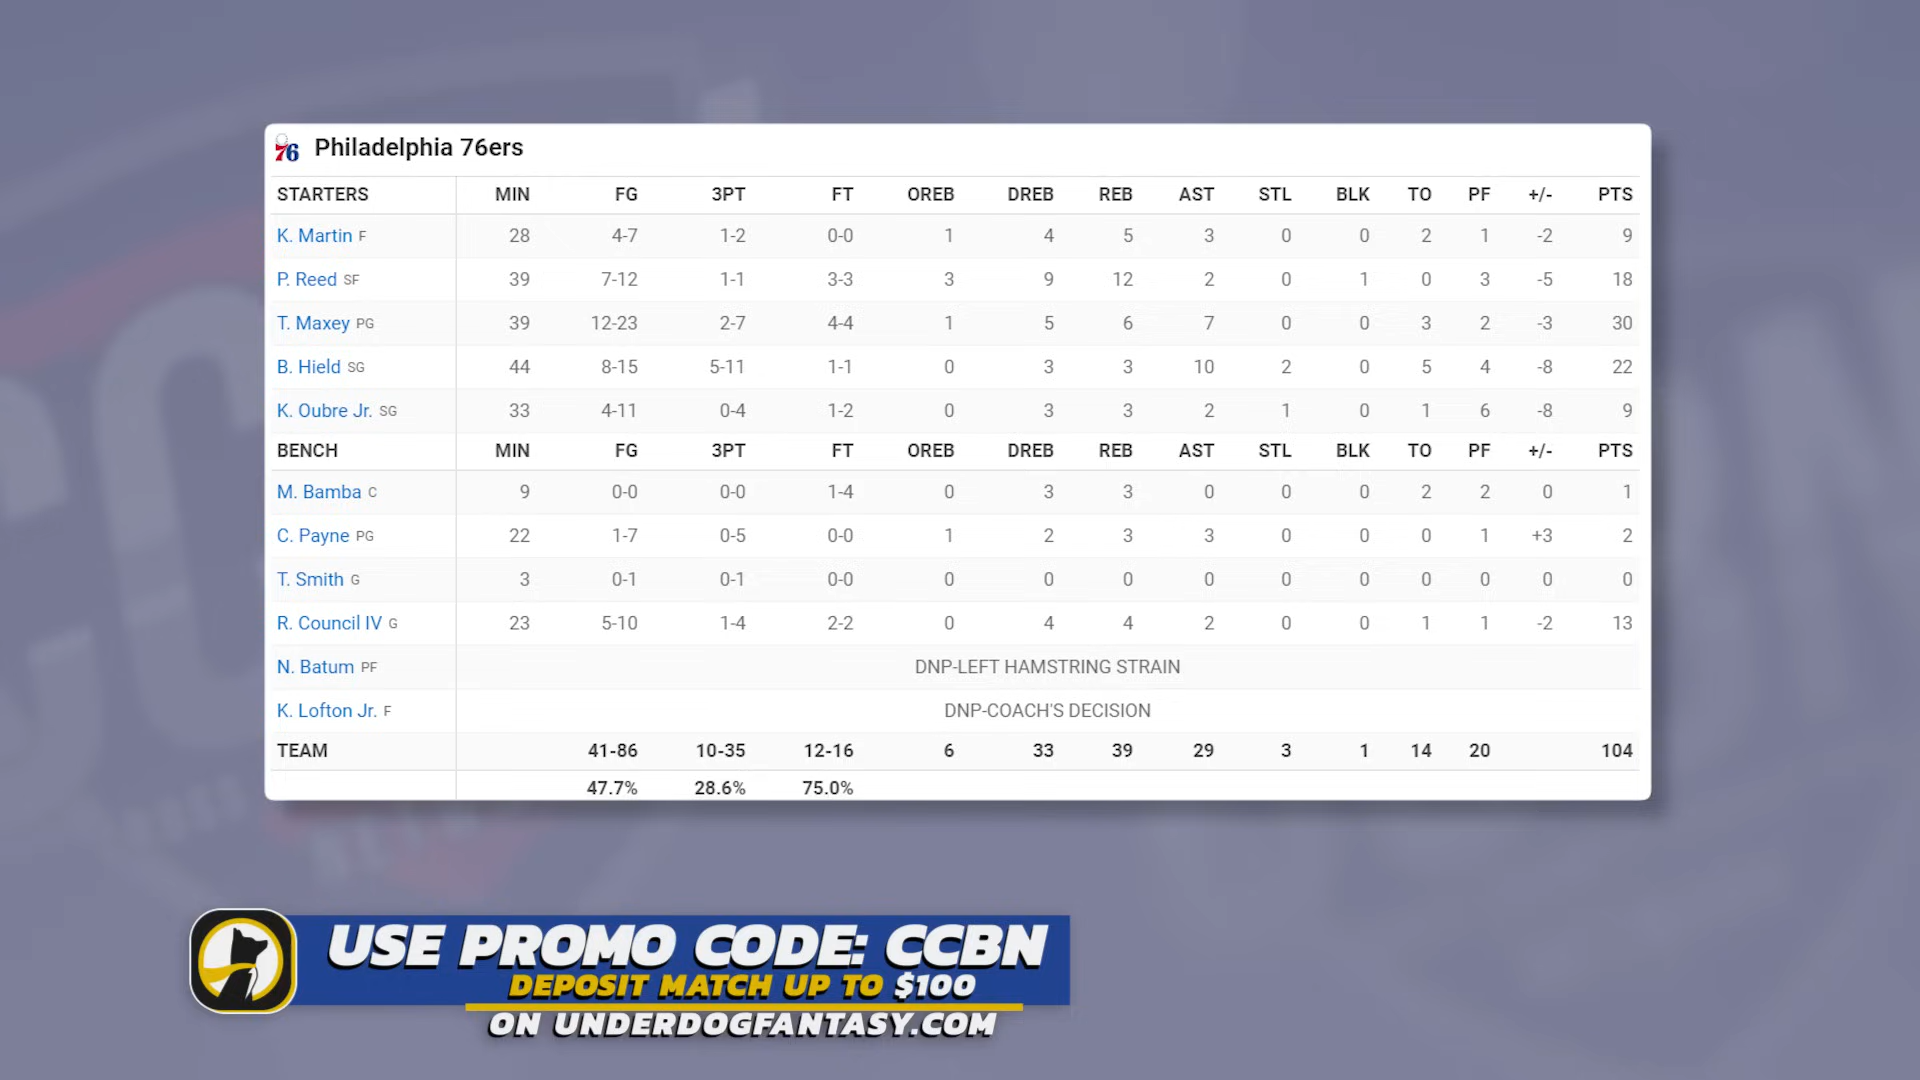 76 Philadelphia 76ers
STARTERS MIN FG 3PT FT OREB DREB REB AST STL BLK TO PF +/- PTS
K. Martin F 28 4-7 1-2 0-0 1 4 5 3 0 0 2 1 -2 9
P. Reed SF 39 7-12 1-1 3-3 3 9 12 2 0 1 0 3 -5 18
T. Maxey PG 39 12-23 2-7 4-4 1 5 6 7 0 0 3 2 -3 30
B. Hield SG 44 8-15 5-11 1-1 0 3 3 10 2 0 5 4 -8 22
K. Oubre Jr. SG 33 4-11 0-4 1-2 0 3 3 2 1 0 1 6 -8 9
BENCH MIN FG 3PT FT OREB DREB REB AST STL BLK TO PF +/- PTS
M. Bamba C 9 0-0 0-0 1-4 0 3 3 0 0 0 2 2 0 1
C. Payne PG 22 1-7 0-5 0-0 1 2 3 3 0 0 0 1 +3 2
T. Smith G 3 0-1 0-1 0-0 0 0 0 0 0 0 0 0 0 0
R. Council IV G 23 5-10 1-4 2-2 0 4 4 2 0 0 1 1 -2 13
N. Batum PF DNP-LEFT HAMSTRING STRAIN
K. Lofton Jr. F DNP-COACH'S DECISION
TEAM 41-86 10-35 12-16 6 33 39 29 3 1 14 20 104
47.7% 28.6% 75.0%
USE PROMO CODE: CCBN
DEPOSIT MATCH UP TO $100
ON UNDERDOGFANTASY.COM